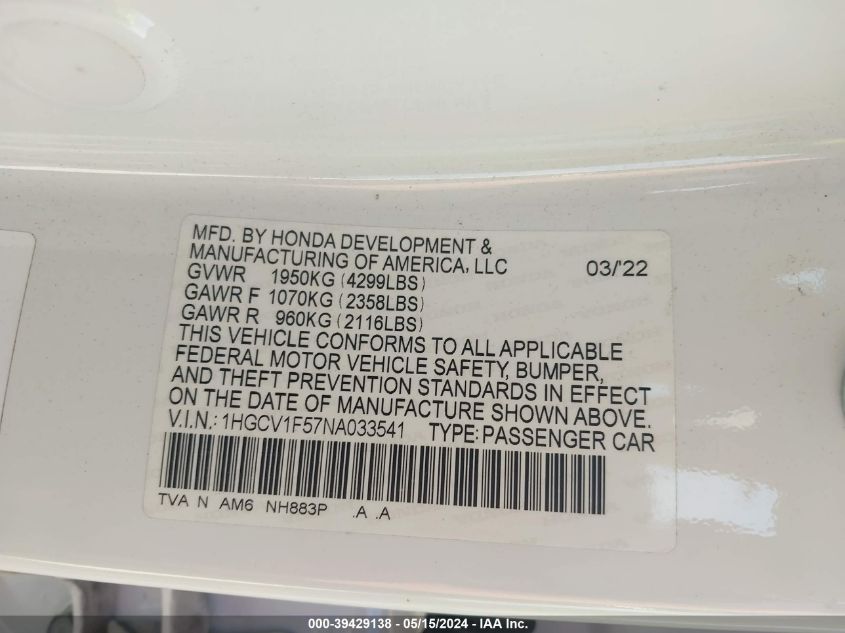 MFD. BY HONDA DEVELOPMENT &
MANUFACTURING OF AMERICA, LLC 03/'22
GVWR 1950KG (4299LBS)
GAWR F 1070KG (2358LBS)
GAWR R 960KG (2116LBS)
THIS VEHICLE CONFORMS TO ALL APPLICABLE
FEDERAL MOTOR VEHICLE SAFETY, BUMPER,
AND THEFT PREVENTION STANDARDS IN EFFECT
ON THE DATE OF MANUFACTURE SHOWN ABOVE.
V.I.N.: 1HGCV1F57NA033541 TYPE: PASSENGER CAR
TVA N AM6 NH883P .A .A
000-39429138 - 05/15/2024 - IAA Inc.